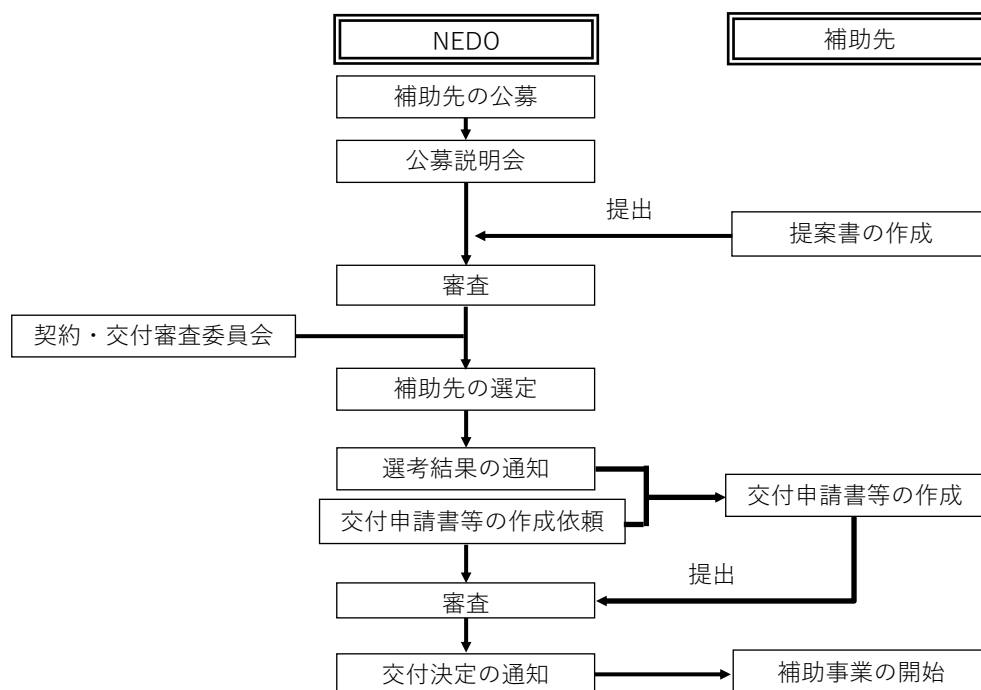 NEDO
補助先
補助先の公募
公募説明会
提出
提案書の作成
審査
契約・交付審査委員会
補助先の選定
選考結果の通知
交付申請書等の作成
交付申請書等の作成依頼
提出
審査
交付決定の通知
補助事業の開始